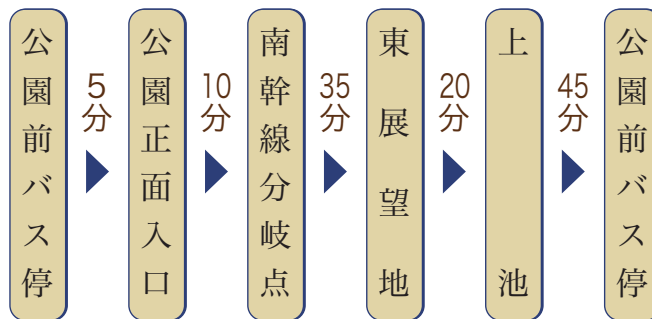 公園前バス停
5分
公園正面入口
10分
南幹線分岐点
35分
東展望地
20分
上池
45分
公園前バス停